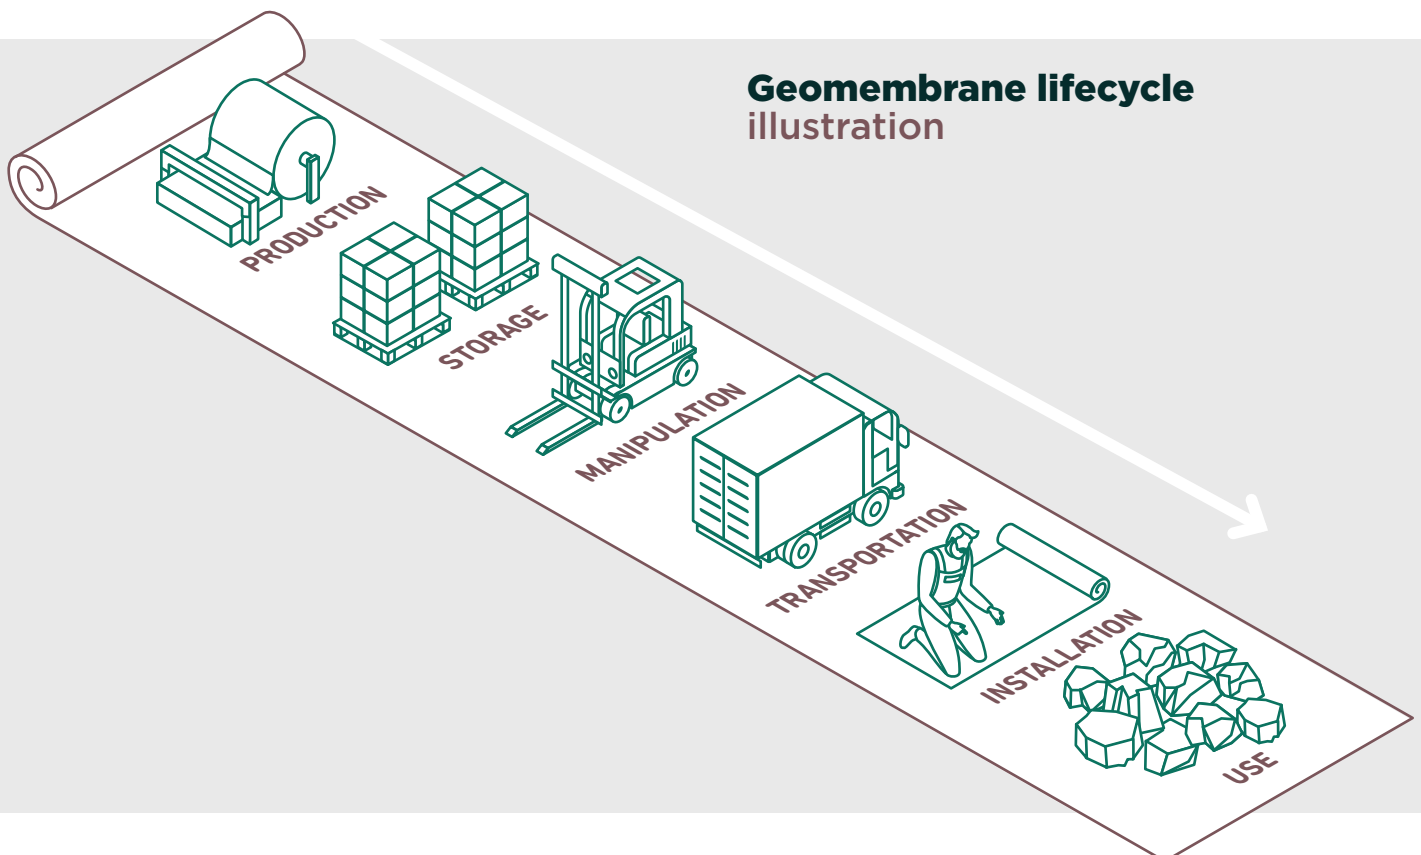 Geomembrane lifecycle
illustration
PRODUCTION
STORAGE
MANIPULATION
TRANSPORTATION
INSTALLATION
USE